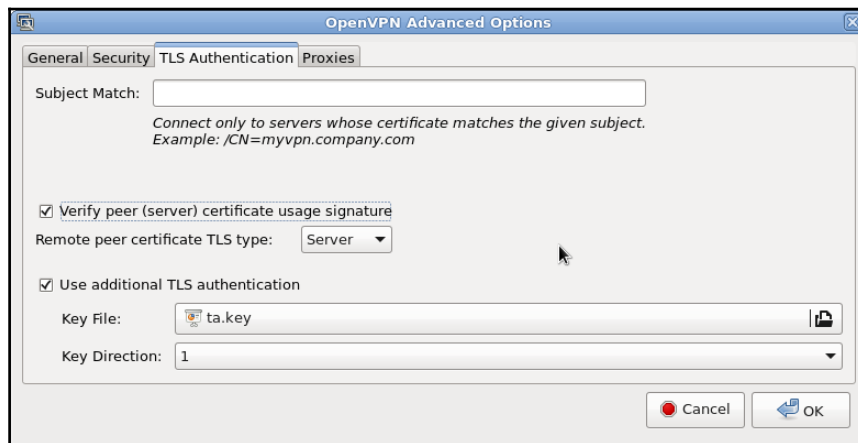 OpenVPN Advanced Options
General Security TLS Authentication Proxies
Subject Match:
Connect only to servers whose certificate matches the given subject.
Example: /CN=myvpn.company.com
Verify peer (server) certificate usage signature
Remote peer certificate TLS type: Server
Use additional TLS authentication
Key File: ta.key
Key Direction: 1
Cancel OK